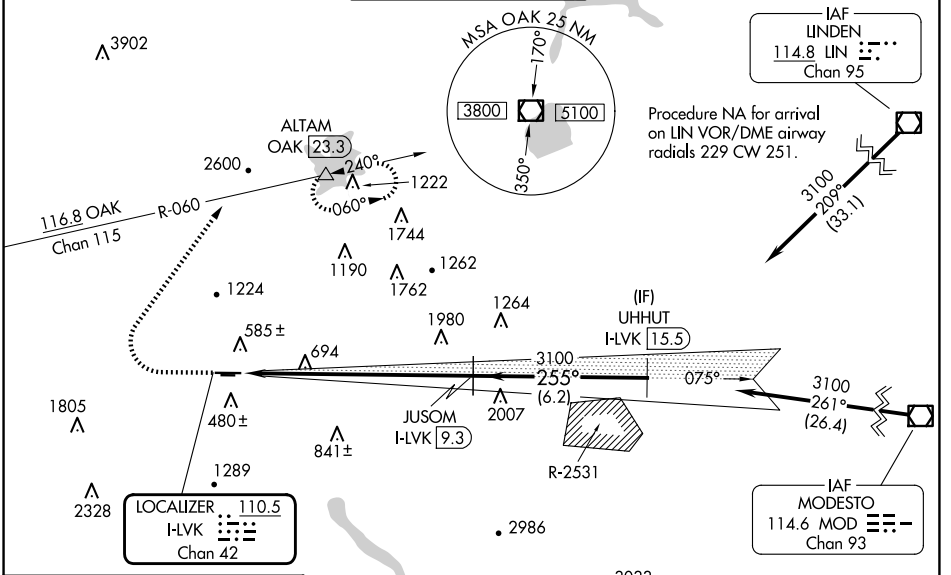 3902
MSA OAK 25 NM
170°
3800
5100
350°
IAF
LINDEN
114.8 LIN
Chan 95
Procedure NA for arrival
on LIN VOR/DME airway
radials 229 CW 251.
3100
209°
(33.1)
ALTAM
OAK 23.3
2600
240°
060°
1222
116.8 OAK
Chan 115
R-060
1744
1190
1762
1262
1224
585±
694
1980
1264
(IF)
UHHUT
I-LVK 15.5
3100
255°
(6.2)
075°
3100
261°
(26.4)
JUSOM
I-LVK 9.3
2007
R-2531
480±
841±
1805
1289
2328
LOCALIZER 110.5
I-LVK
Chan 42
2986
IAF
MODESTO
114.6 MOD
Chan 93